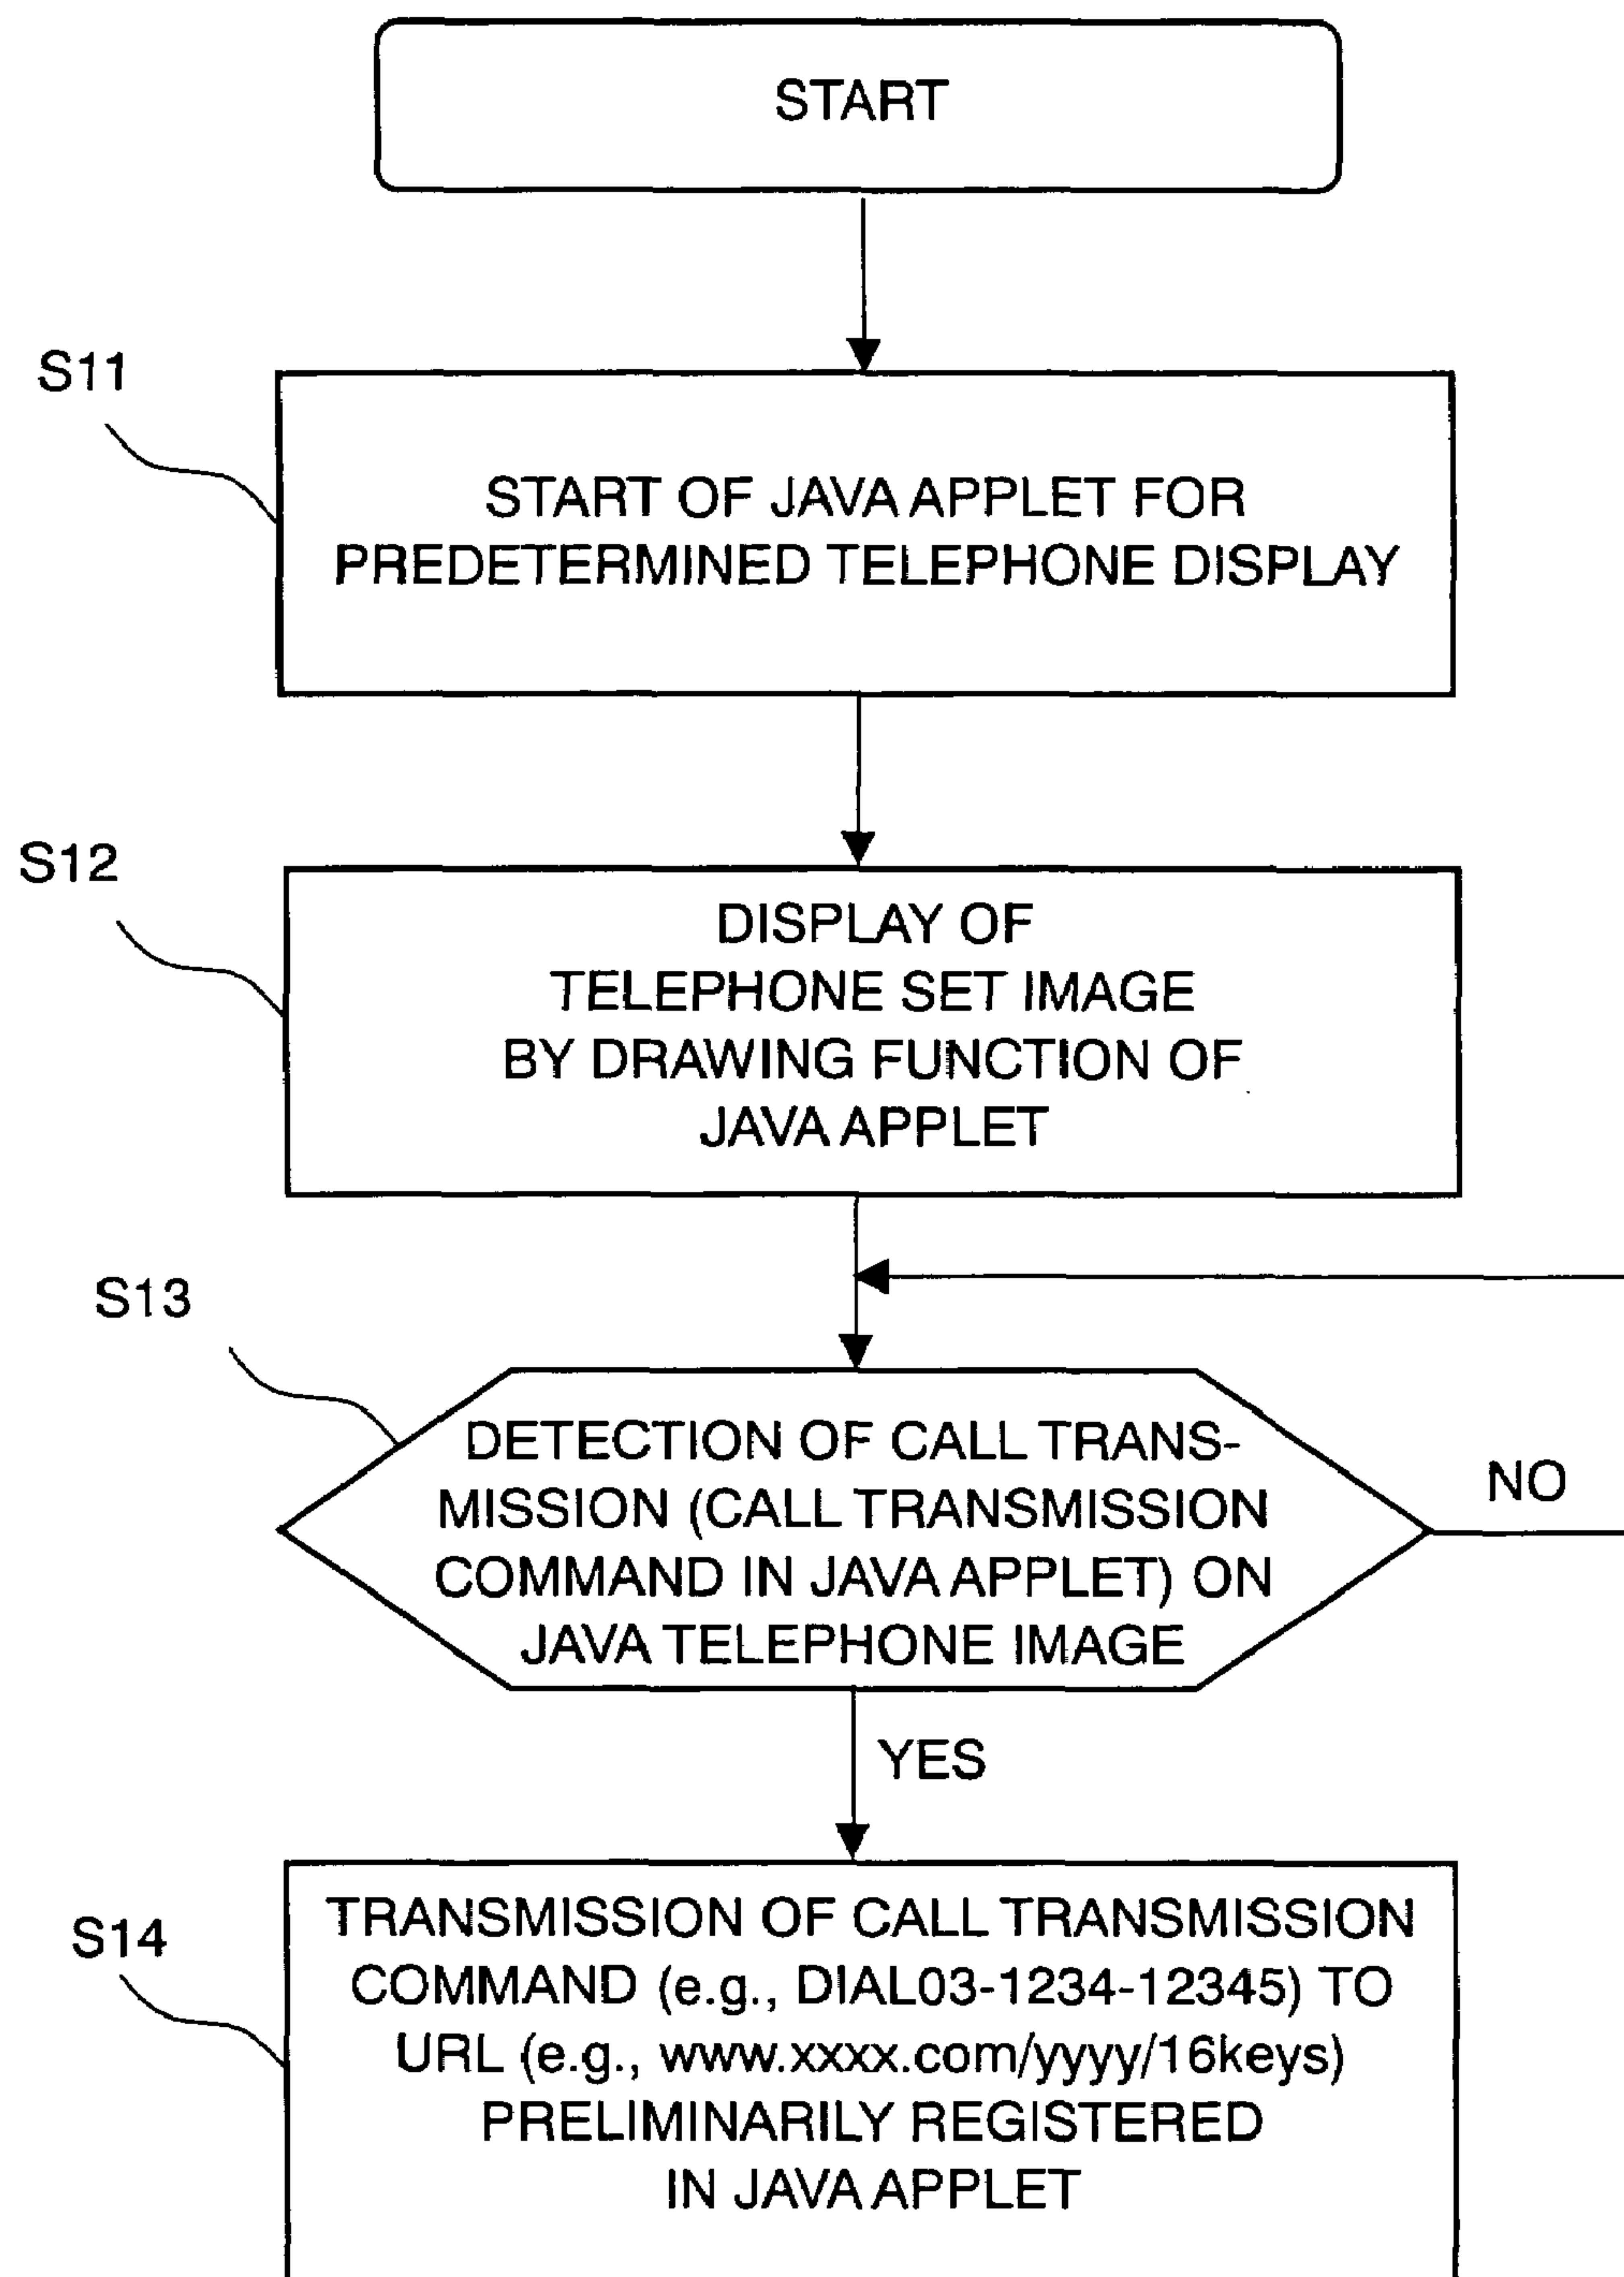 START
S11
START OF JAVA APPLET FOR
PREDETERMINED TELEPHONE DISPLAY
S12
DISPLAY OF
TELEPHONE SET IMAGE
BY DRAWING FUNCTION OF
JAVA APPLET
S13
DETECTION OF CALL TRANS-
MISSION (CALL TRANSMISSION
COMMAND IN JAVA APPLET) ON
JAVA TELEPHONE IMAGE
NO
YES
S14
TRANSMISSION OF CALL TRANSMISSION
COMMAND (e.g., DIAL03-1234-12345) TO
URL (e.g., www.xxxx.com/yyyy/16keys)
PRELIMINARILY REGISTERED
IN JAVA APPLET